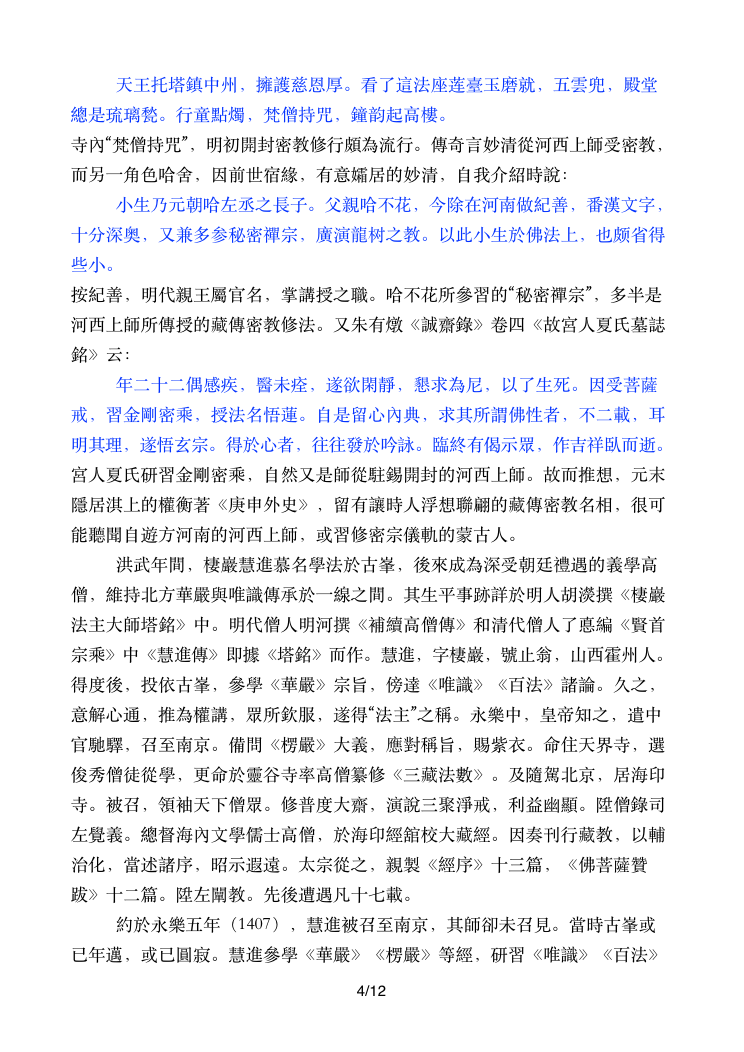 天王托塔鎮中州，擁護慈恩厚。看了這法座莲臺玉磨就，五雲兜，殿堂
總是琉璃甃。行童點燭，梵僧持咒，鐘韵起高樓。
寺內“梵僧持咒”，明初開封密教修行頗為流行。傳奇言妙清從河西上師受密教，
而另一角色哈舍，因前世宿緣，有意孀居的妙清，自我介紹時說：
小生乃元朝哈左丞之長子。父親哈不花，今除在河南做紀善，番漢文字，
十分深奥，又兼多參秘密禪宗，廣演龍树之教。以此小生於佛法上，也颇省得
些小。
按紀善，明代親王屬官名，掌講授之職。哈不花所參習的“秘密禪宗”，多半是
河西上師所傳授的藏傳密教修法。又朱有燉《誠齋錄》卷四《故宮人夏氏墓誌
銘》云：
年二十二偶感疾，醫未痊，遂欲閑靜，懇求為尼，以了生死。因受菩薩
戒，習金剛密乘，授法名悟蓮。自是留心內典，求其所謂佛性者，不二載，耳
明其理，遂悟玄宗。得於心者，往往發於吟詠。臨終有偈示眾，作吉祥臥而逝。
宮人夏氏研習金剛密乘，自然又是師從駐錫開封的河西上師。故而推想，元末
隱居淇上的權衡著《庚申外史》，留有讓時人浮想聯翩的藏傳密教名相，很可
能聽聞自遊方河南的河西上師，或習修密宗儀軌的蒙古人。
洪武年間，棲巖慧進慕名學法於古峯，後來成為深受朝廷禮遇的義學高
僧，維持北方華嚴與唯識傳承於一線之間。其生平事跡詳於明人胡濙撰《棲巖
法主大師塔銘》中。明代僧人明河撰《補續高僧傳》和清代僧人了悳編《賢首
宗乘》中《慧進傳》即據《塔銘》而作。慧進，字棲巖，號止翁，山西霍州人。
得度後，投依古峯，參學《華嚴》宗旨，傍達《唯識》《百法》諸論。久之，
意解心通，推為權講，眾所欽服，遂得“法主”之稱。永樂中，皇帝知之，遣中
官馳驛，召至南京。備問《楞嚴》大義，應對稱旨，賜紫衣。命住天界寺，選
俊秀僧徒從學，更命於靈谷寺率高僧纂修《三藏法數》。及隨駕北京，居海印
寺。被召，領袖天下僧眾。修普度大齋，演說三聚淨戒，利益幽顯。陞僧錄司
左覺義。總督海內文學儒士高僧，於海印經舘校大藏經。因奏刊行藏教，以輔
治化，當述諸序，昭示遐遠。太宗從之，親製《經序》十三篇，《佛菩薩贊
跋》十二篇。陞左闡教。先後遭遇凡十七載。
約於永樂五年（1407），慧進被召至南京，其師卻未召見。當時古峯或
已年邁，或已圓寂。慧進參學《華嚴》《楞嚴》等經，研習《唯識》《百法》
4/12